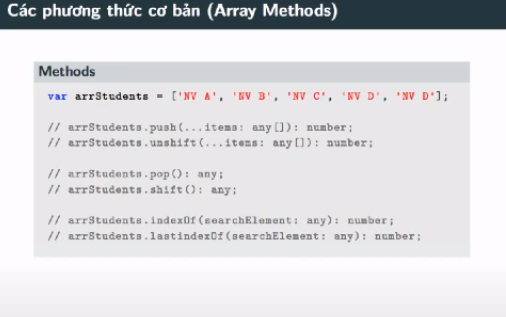 Các phương thức cơ bản (Array Methods)
Methods
var arrStudents = ['NV A', 'NV B', 'NV C', 'NV D', 'NV D'];
// arrStudents.push(...items: any[]): number;
// arrStudents.unshift(...items: any[]): number;
// arrStudents.pop(): any;
// arrStudents.shift(): any;
// arrStudents.indexOf(searchElement: any): number;
// arrStudents.lastindexOf(searchElement: any): number;